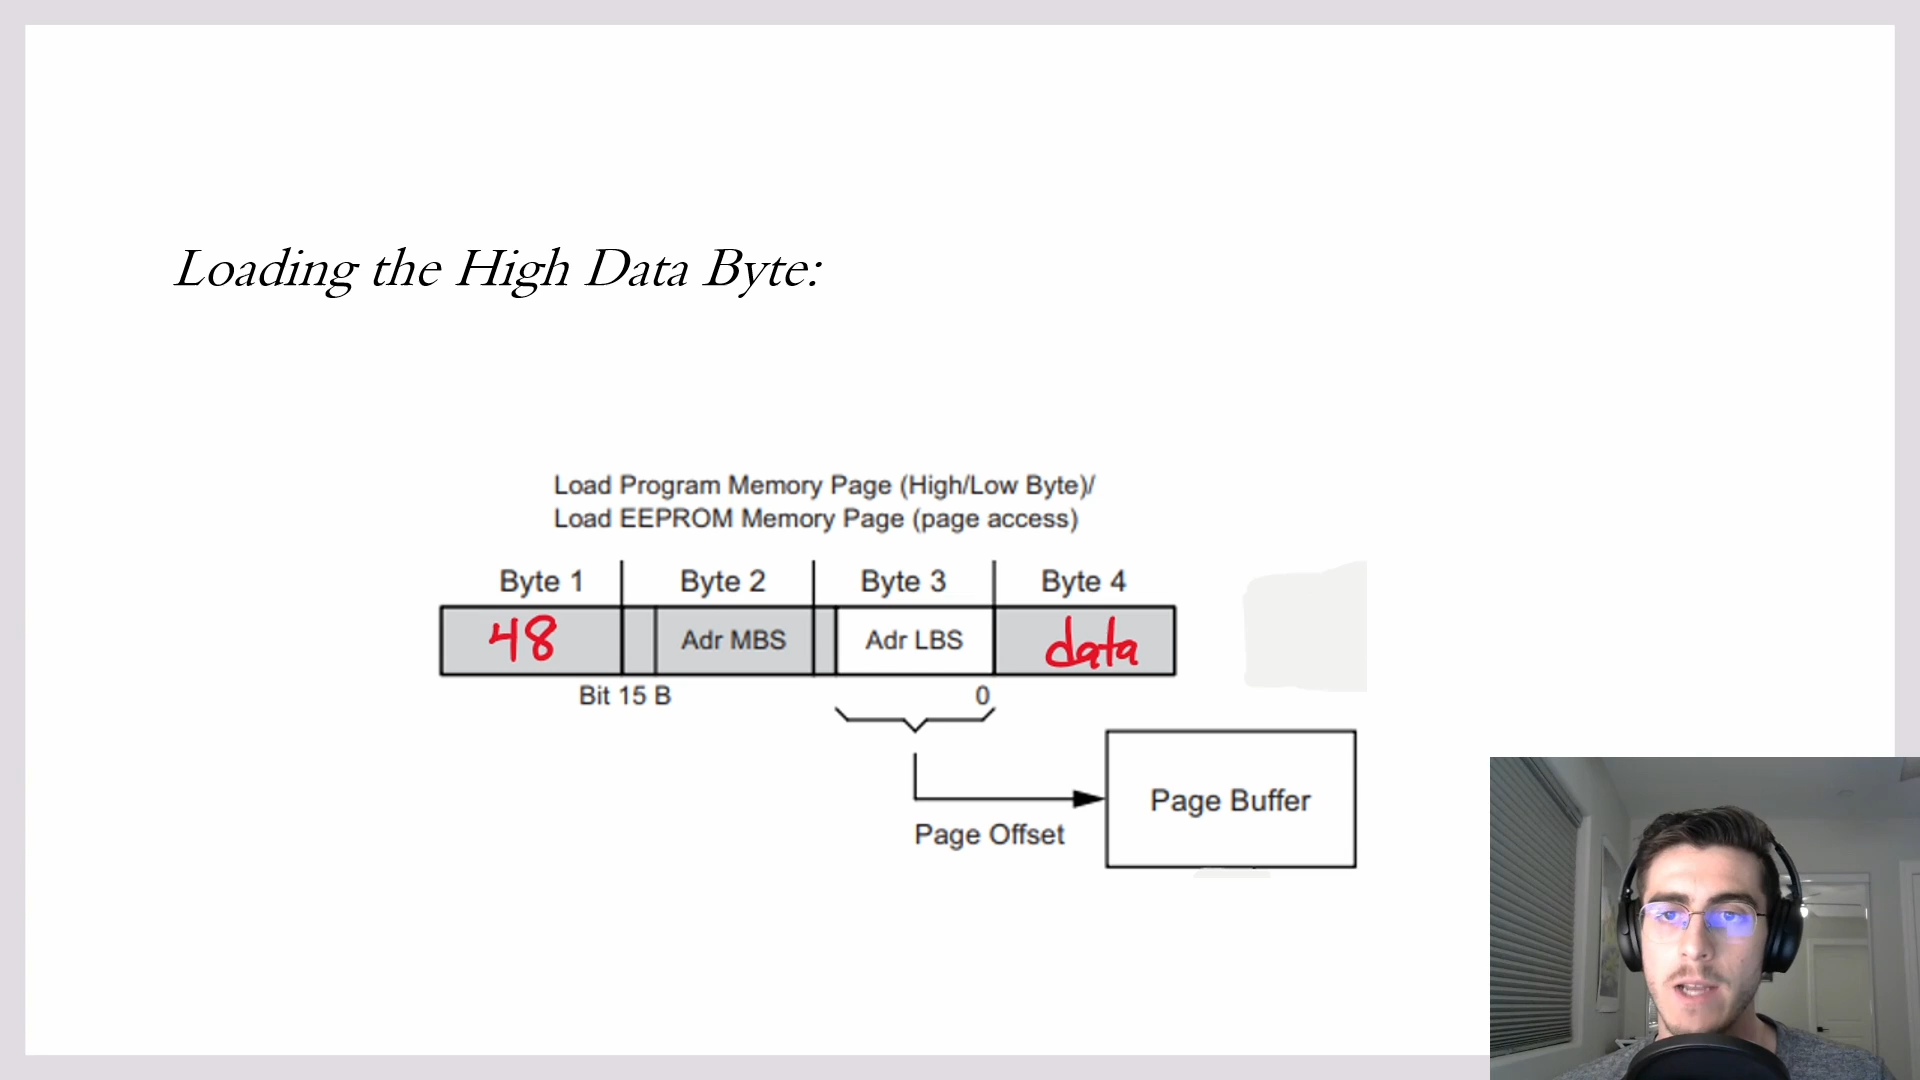 Loading the High Data Byte:
Load Program Memory Page (High/Low Byte)/
Load EEPROM Memory Page (page access)
Byte 1 Byte 2 Byte 3 Byte 4
48 Adr MBS Adr LBS data
Bit 15 B 0
Page Offset
Page Buffer